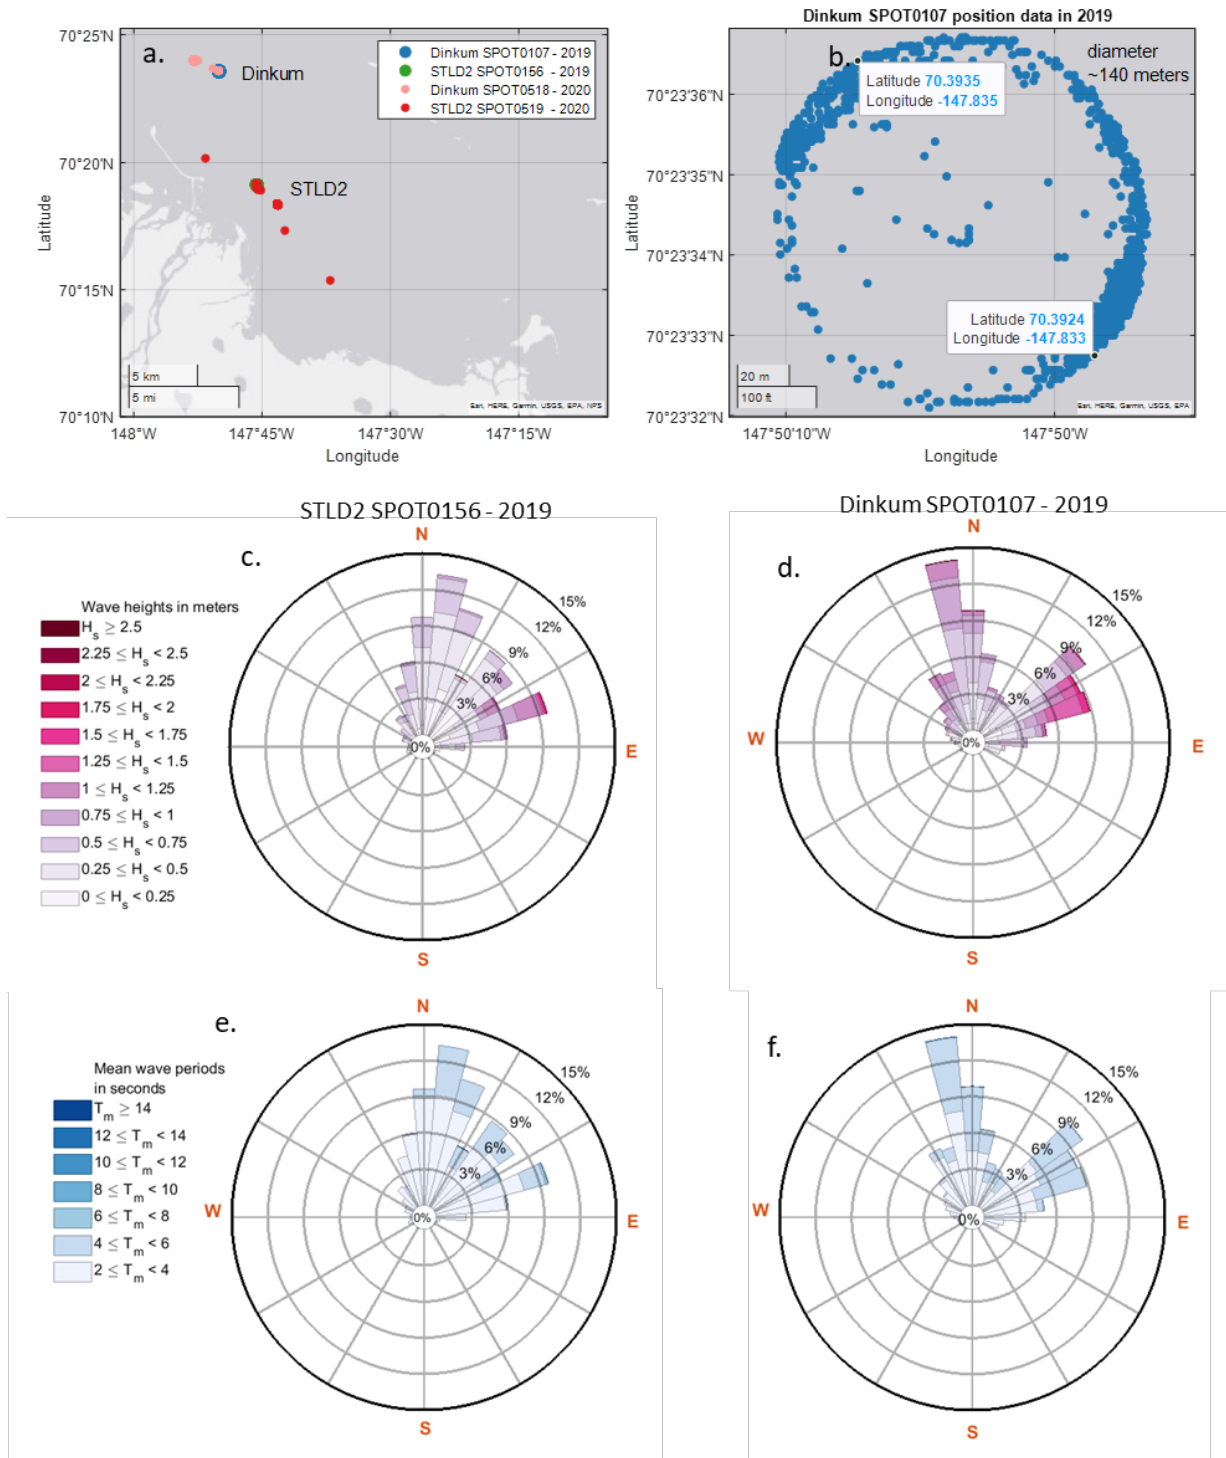 a.
70°25'N
70°20'N
70°15'N
70°10'N
Latitude
Dinkum SPOT0107 - 2019
STLD2 SPOT0156 - 2019
Dinkum SPOT0518 - 2020
STLD2 SPOT0519 - 2020
Dinkum
STLD2
5 km
5 mi
Esri, HERE, Garmin, USGS, EPA, NPS
148°W
147°45'W
147°30'W
147°15'W
Longitude
Dinkum SPOT0107 position data in 2019
b.
diameter
~140 meters
Latitude 70.3935
Longitude -147.835
70°23'36"N
70°23'35"N
70°23'34"N
70°23'33"N
70°23'32"N
Latitude
Latitude 70.3924
Longitude -147.833
20 m
100 ft
Esri, HERE, Garmin, USGS, EPA
147°50'10"W
147°50'W
Longitude
STLD2 SPOT0156 - 2019
c.
Wave heights in meters
H_s ≥ 2.5
2.25 ≤ H_s < 2.5
2 ≤ H_s < 2.25
1.75 ≤ H_s < 2
1.5 ≤ H_s < 1.75
1.25 ≤ H_s < 1.5
1 ≤ H_s < 1.25
0.75 ≤ H_s < 1
0.5 ≤ H_s < 0.75
0.25 ≤ H_s < 0.5
0 ≤ H_s < 0.25
N
15%
12%
9%
6%
3%
0%
E
S
Dinkum SPOT0107 - 2019
d.
N
15%
12%
9%
6%
3%
0%
W
E
S
e.
Mean wave periods
in seconds
T_m ≥ 14
12 ≤ T_m < 14
10 ≤ T_m < 12
8 ≤ T_m < 10
6 ≤ T_m < 8
4 ≤ T_m < 6
2 ≤ T_m < 4
N
15%
12%
9%
6%
3%
0%
W
E
S
f.
N
15%
12%
9%
6%
3%
0%
W
E
S